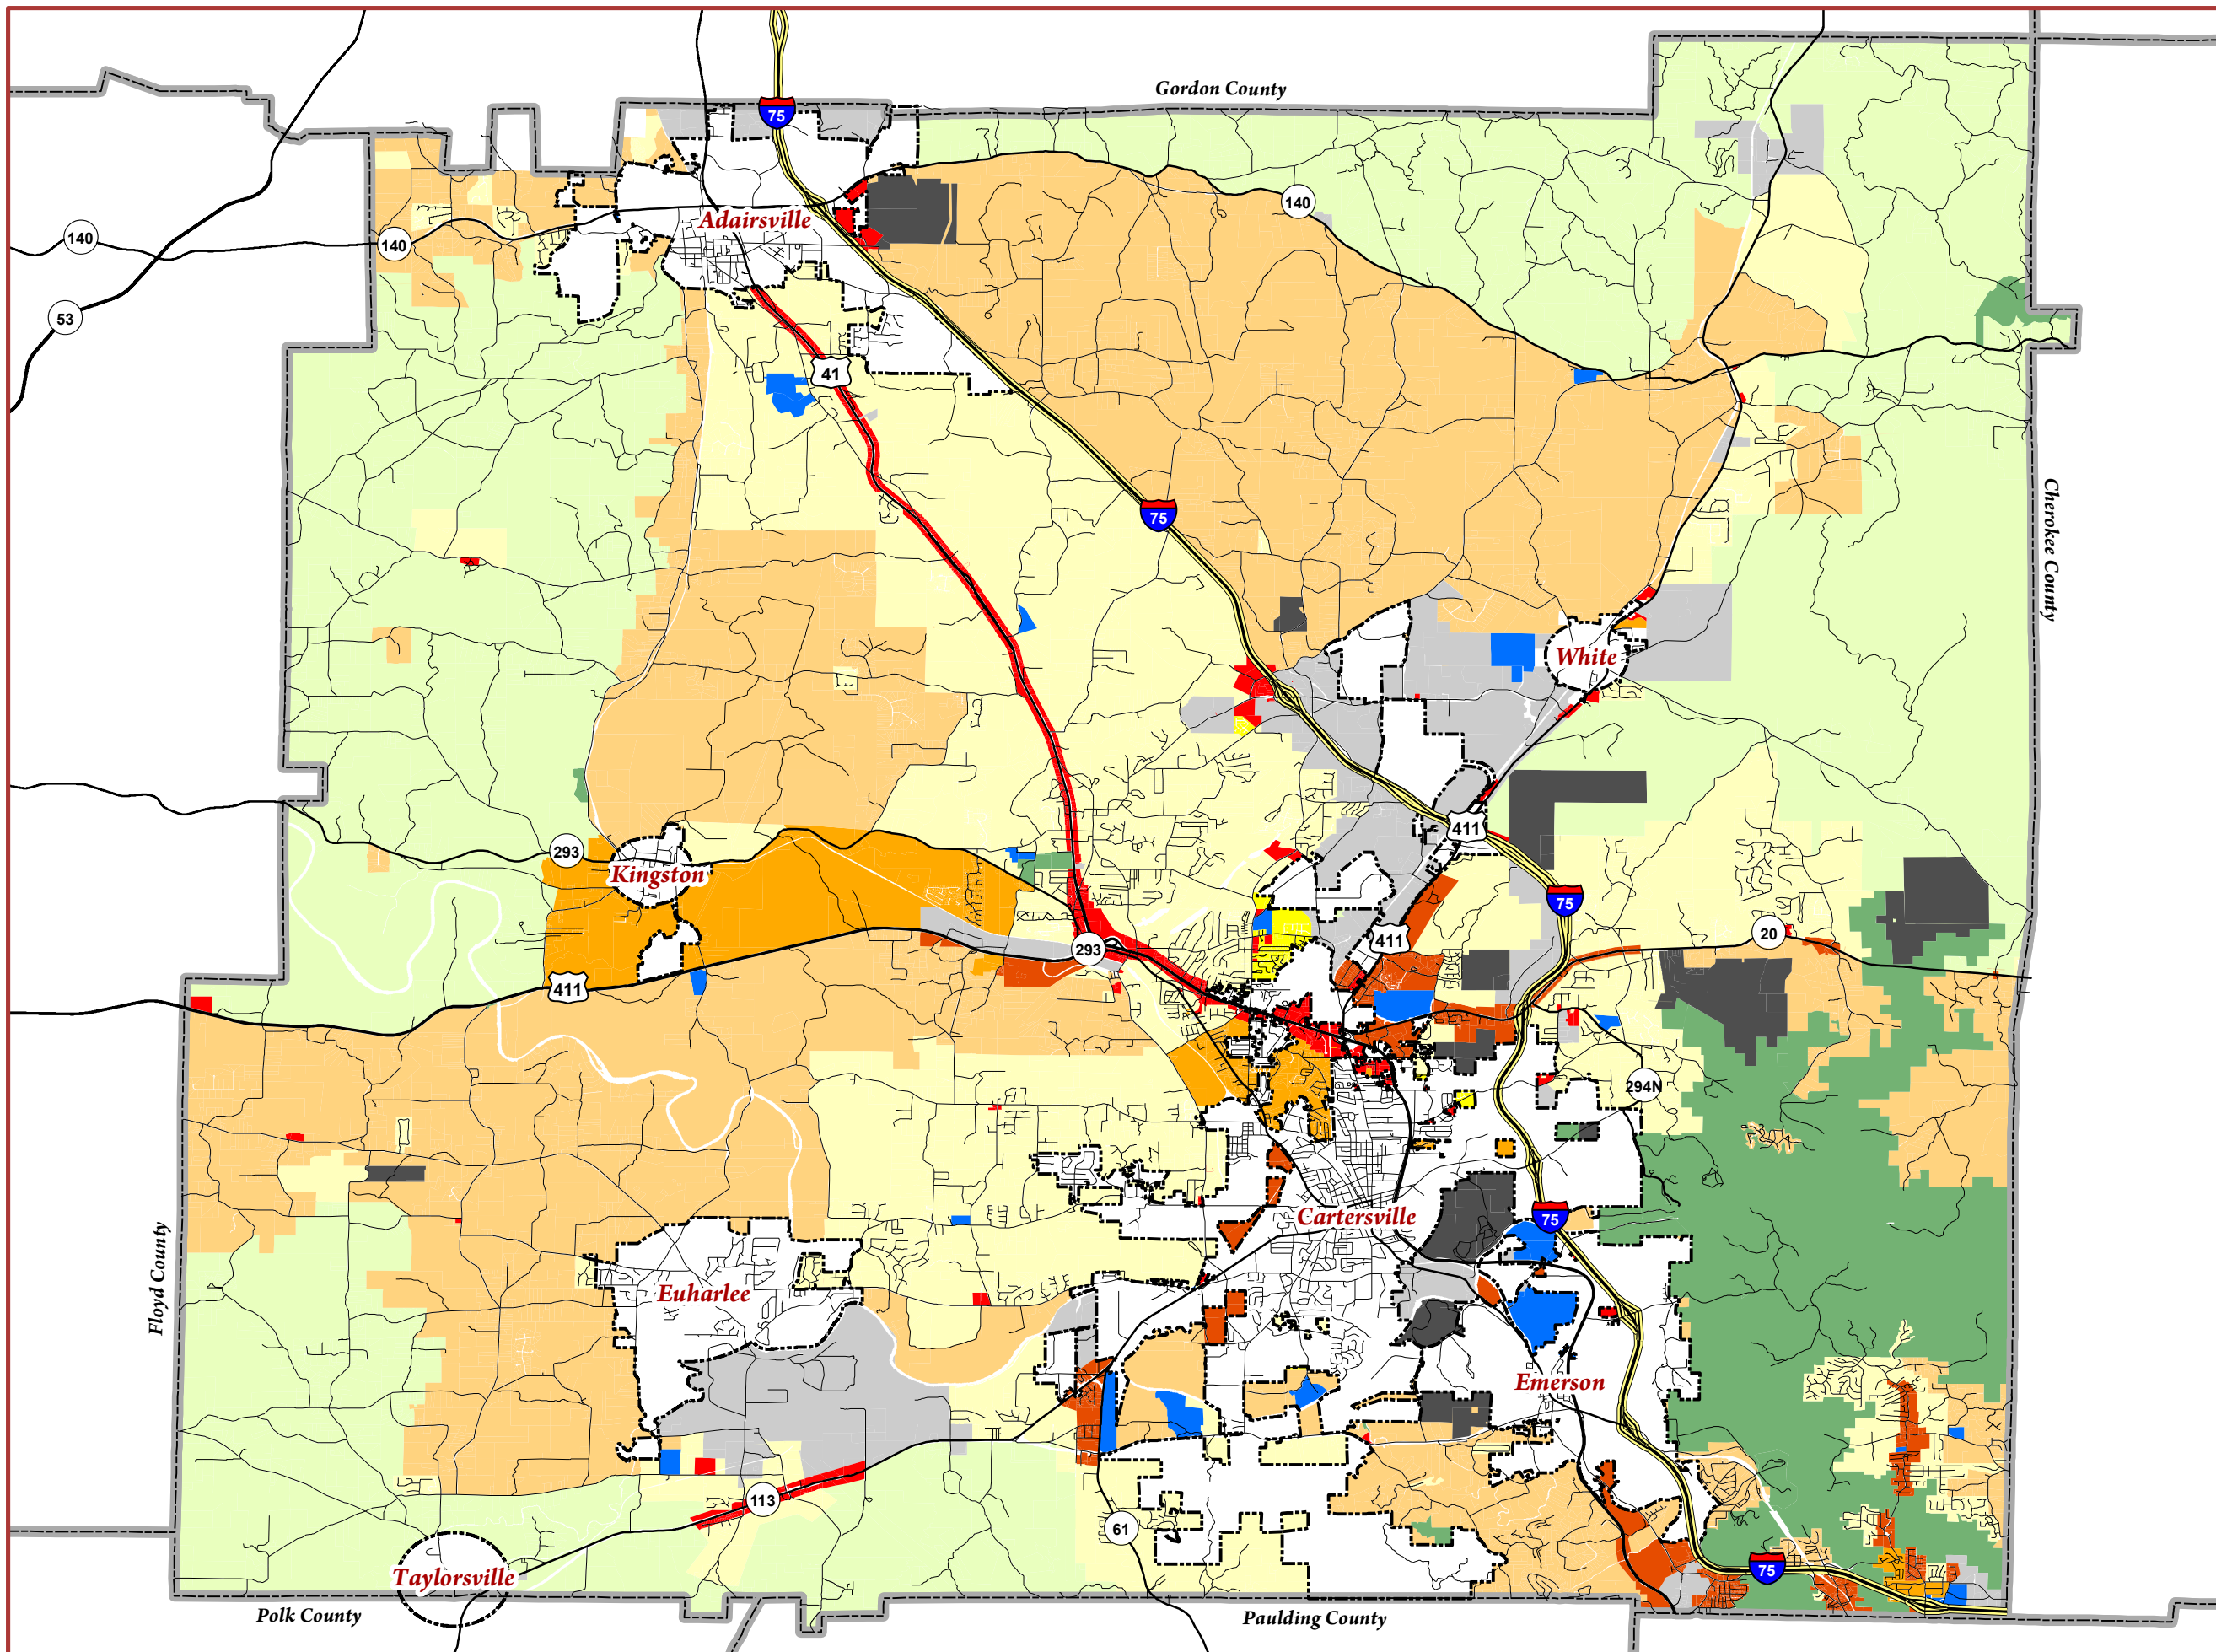 Gordon County
75
140
Adairsville
140
140
53
41
Cherokee County
75
White
411
293
Kingston
75
20
411
293
411
294N
Cartersville
75
Floyd County
Euharlee
Emerson
113
61
75
Taylorsville
Polk County
Paulding County